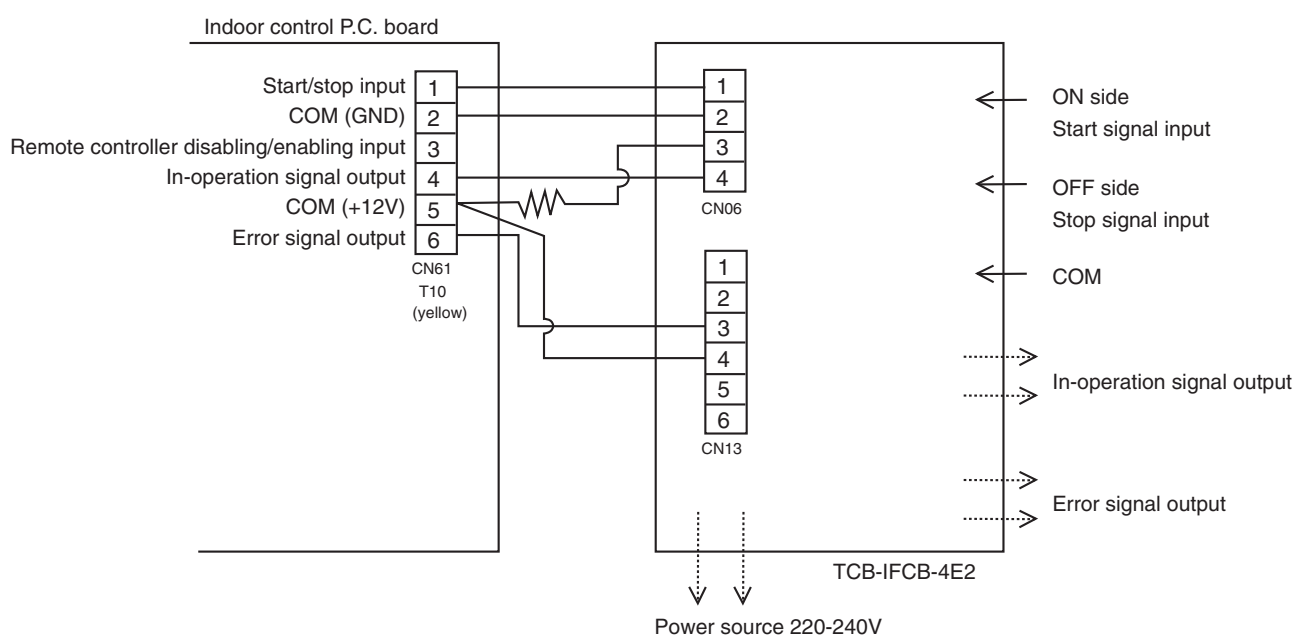 Indoor control P.C. board
Start/stop input 1
COM (GND) 2
Remote controller disabling/enabling input 3
In-operation signal output 4
COM (+12V) 5
Error signal output 6
CN61
T10
(yellow)
1
2
3
4
CN06
1
2
3
4
5
6
CN13
ON side
Start signal input
OFF side
Stop signal input
COM
In-operation signal output
Error signal output
TCB-IFCB-4E2
Power source 220-240V